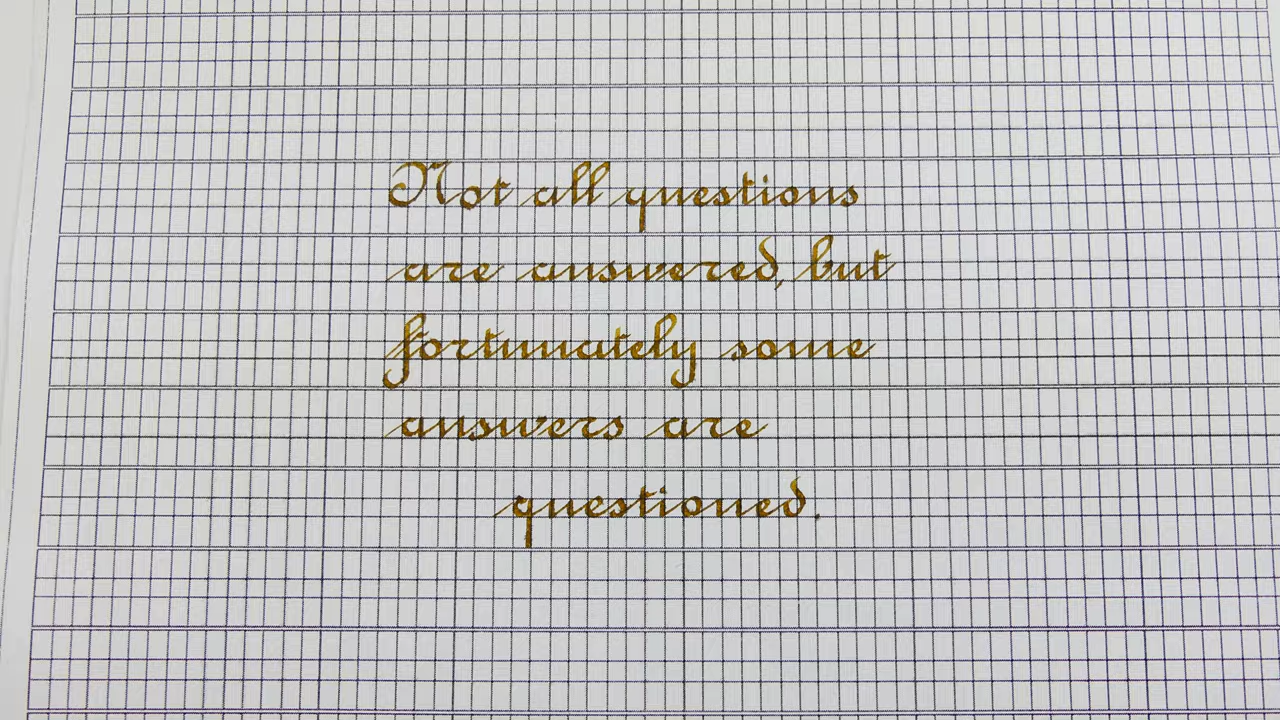 Not all questions
are answered, but
fortunately some
answers are
questioned.